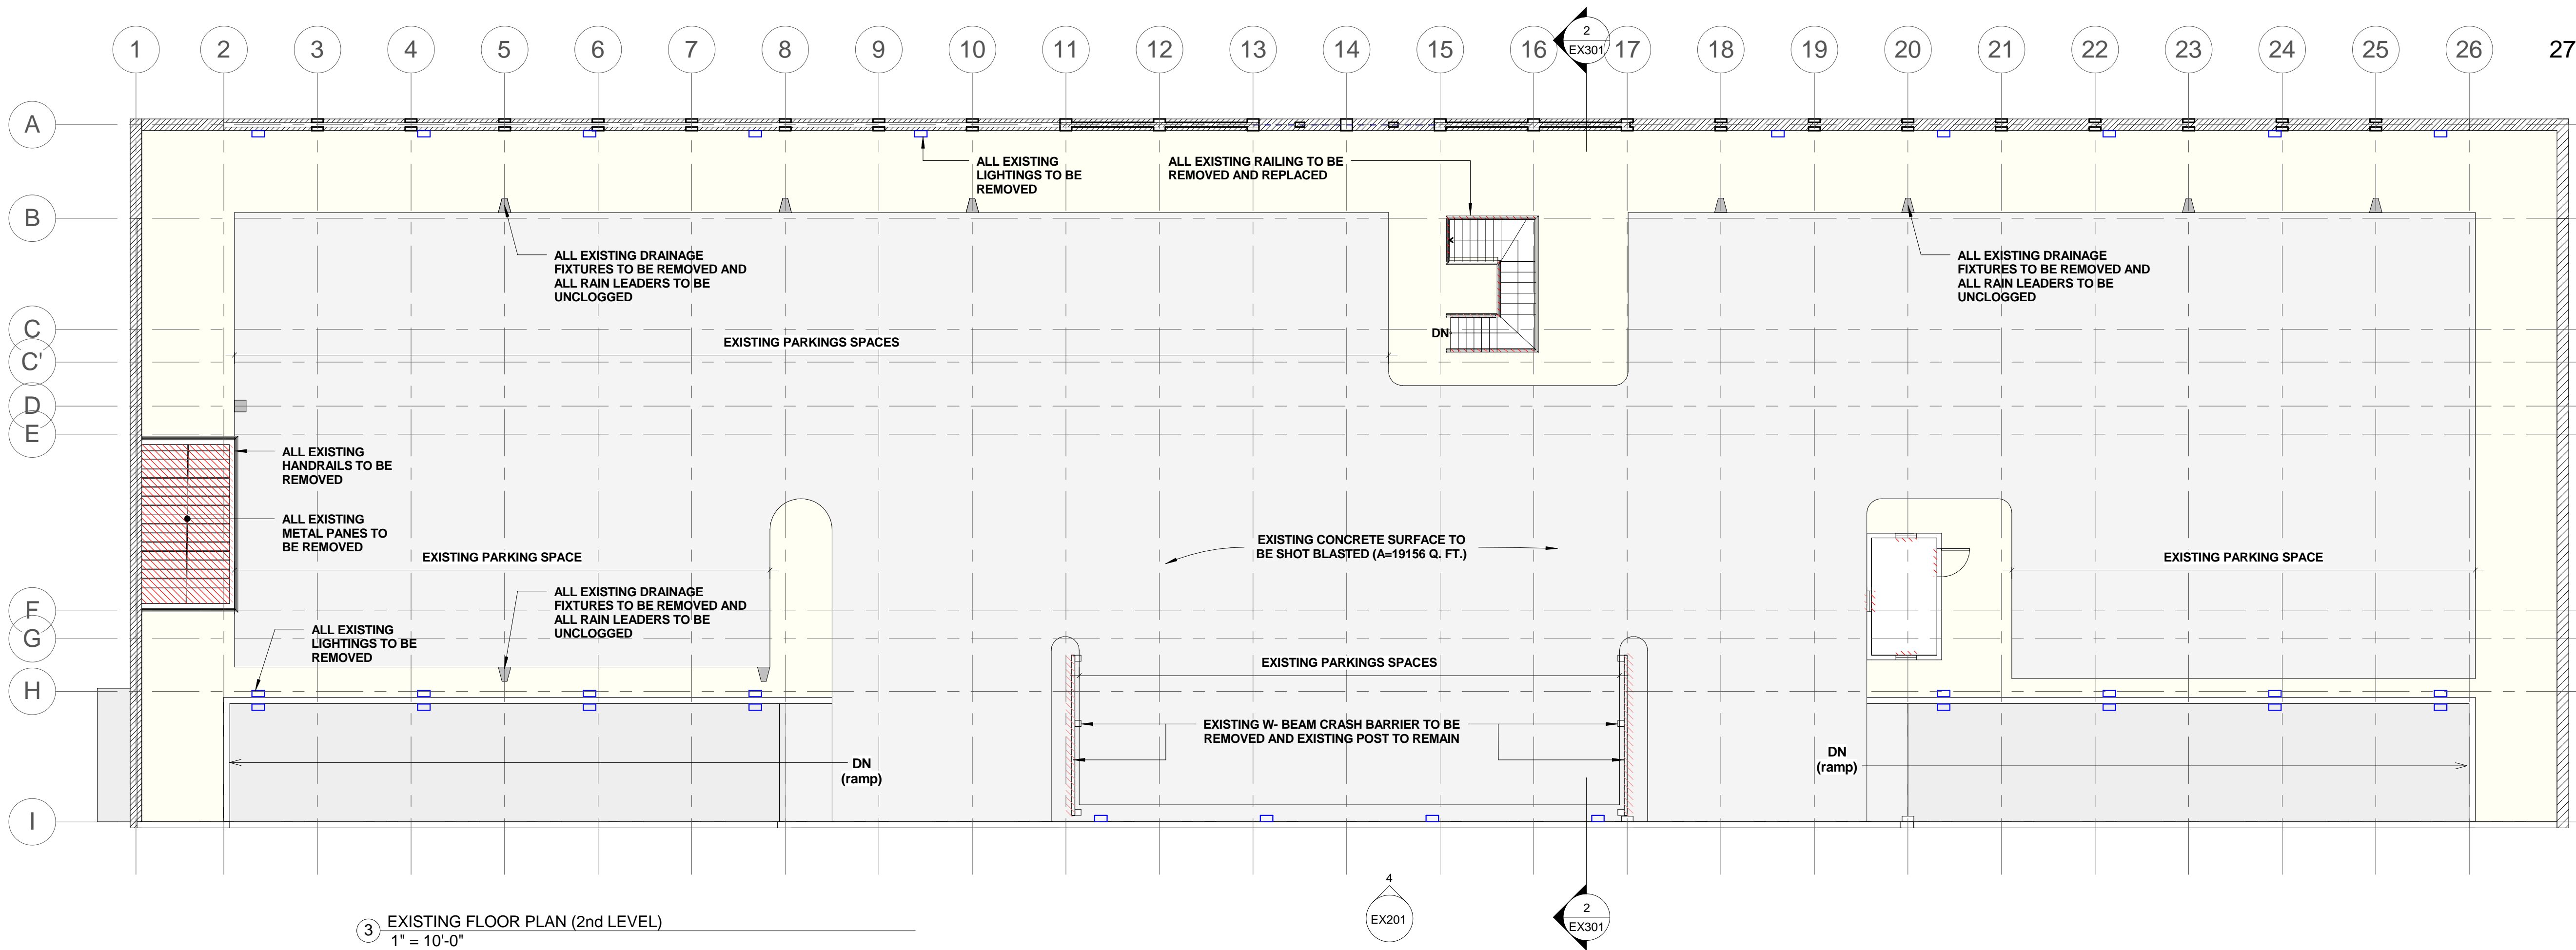 2
EX301
1 2 3 4 5 6 7 8 9 10 11 12 13 14 15 16 17 18 19 20 21 22 23 24 25 26 27
A
B
C
C'
D
E
F
G
H
I
ALL EXISTING
LIGHTINGS TO BE
REMOVED
ALL EXISTING RAILING TO BE
REMOVED AND REPLACED
ALL EXISTING DRAINAGE
FIXTURES TO BE REMOVED AND
ALL RAIN LEADERS TO BE
UNCLOGGED
ALL EXISTING DRAINAGE
FIXTURES TO BE REMOVED AND
ALL RAIN LEADERS TO BE
UNCLOGGED
DN
EXISTING PARKINGS SPACES
ALL EXISTING
HANDRAILS TO BE
REMOVED
ALL EXISTING
METAL PANES TO
BE REMOVED
EXISTING PARKING SPACE
EXISTING CONCRETE SURFACE TO
BE SHOT BLASTED (A=19156 Q. FT.)
EXISTING PARKING SPACE
ALL EXISTING DRAINAGE
FIXTURES TO BE REMOVED AND
ALL RAIN LEADERS TO BE
UNCLOGGED
ALL EXISTING
LIGHTINGS TO BE
REMOVED
EXISTING PARKINGS SPACES
EXISTING W- BEAM CRASH BARRIER TO BE
REMOVED AND EXISTING POST TO REMAIN
DN
(ramp)
DN
(ramp)
4
EX201
2
EX301
3
EXISTING FLOOR PLAN (2nd LEVEL)
1" = 10'-0"